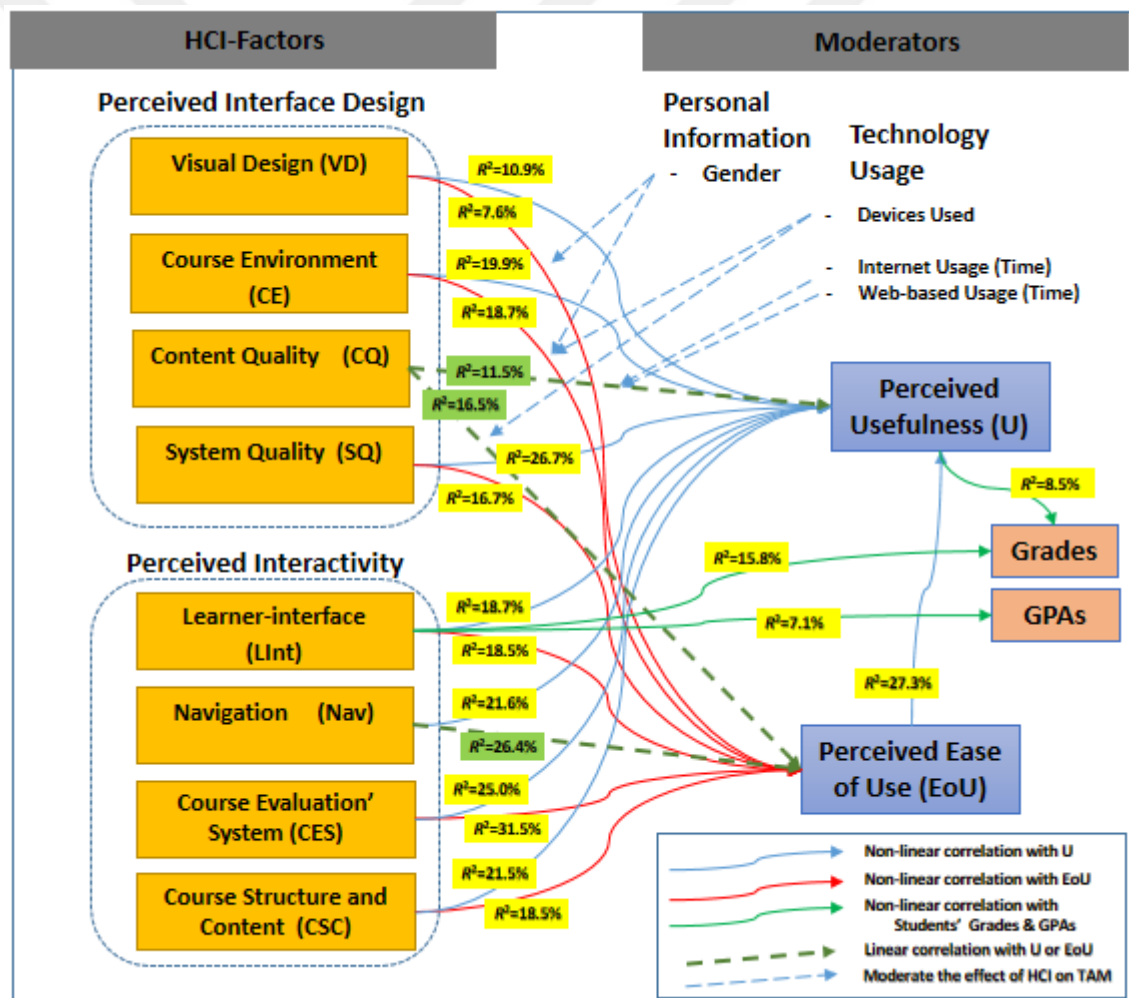 HCI-Factors
Moderators
Perceived Interface Design
Visual Design (VD)
Course Environment
(CE)
Content Quality (CQ)
System Quality (SQ)
Perceived Interactivity
Learner-interface
(LInt)
Navigation (Nav)
Course Evaluation’
System (CES)
Course Structure and
Content (CSC)
R²=10.9%
R²=7.6%
R²=19.9%
R²=18.7%
R²=11.5%
R²=16.5%
R²=26.7%
R²=16.7%
R²=18.7%
R²=18.5%
R²=21.6%
R²=26.4%
R²=25.0%
R²=31.5%
R²=21.5%
R²=18.5%
R²=15.8%
R²=7.1%
R²=8.5%
R²=27.3%
Personal
Information
- Gender
Technology
Usage
- Devices Used
- Internet Usage (Time)
- Web-based Usage (Time)
Perceived
Usefulness (U)
Grades
GPAs
Perceived Ease
of Use (EoU)
Non-linear correlation with U
Non-linear correlation with EoU
Non-linear correlation with
Students’ Grades & GPAs
Linear correlation with U or EoU
Moderate the effect of HCI on TAM